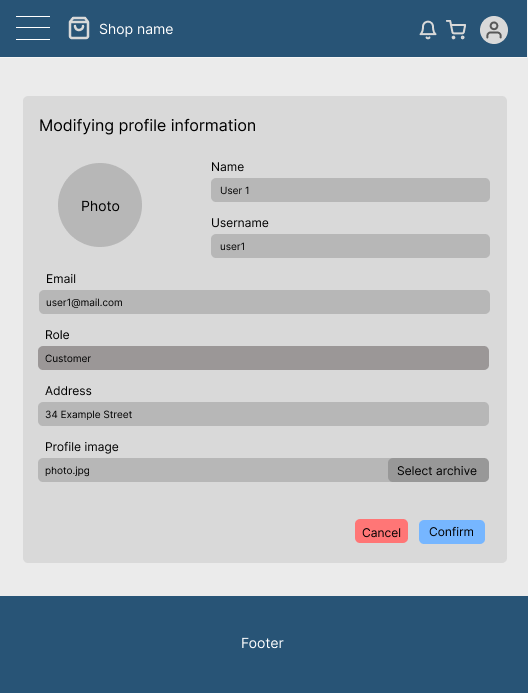 Shop name
Modifying profile information
Photo
Name
User 1
Username
user1
Email
user1@mail.com
Role
Customer
Address
34 Example Street
Profile image
photo.jpg
Select archive
Cancel
Confirm
Footer